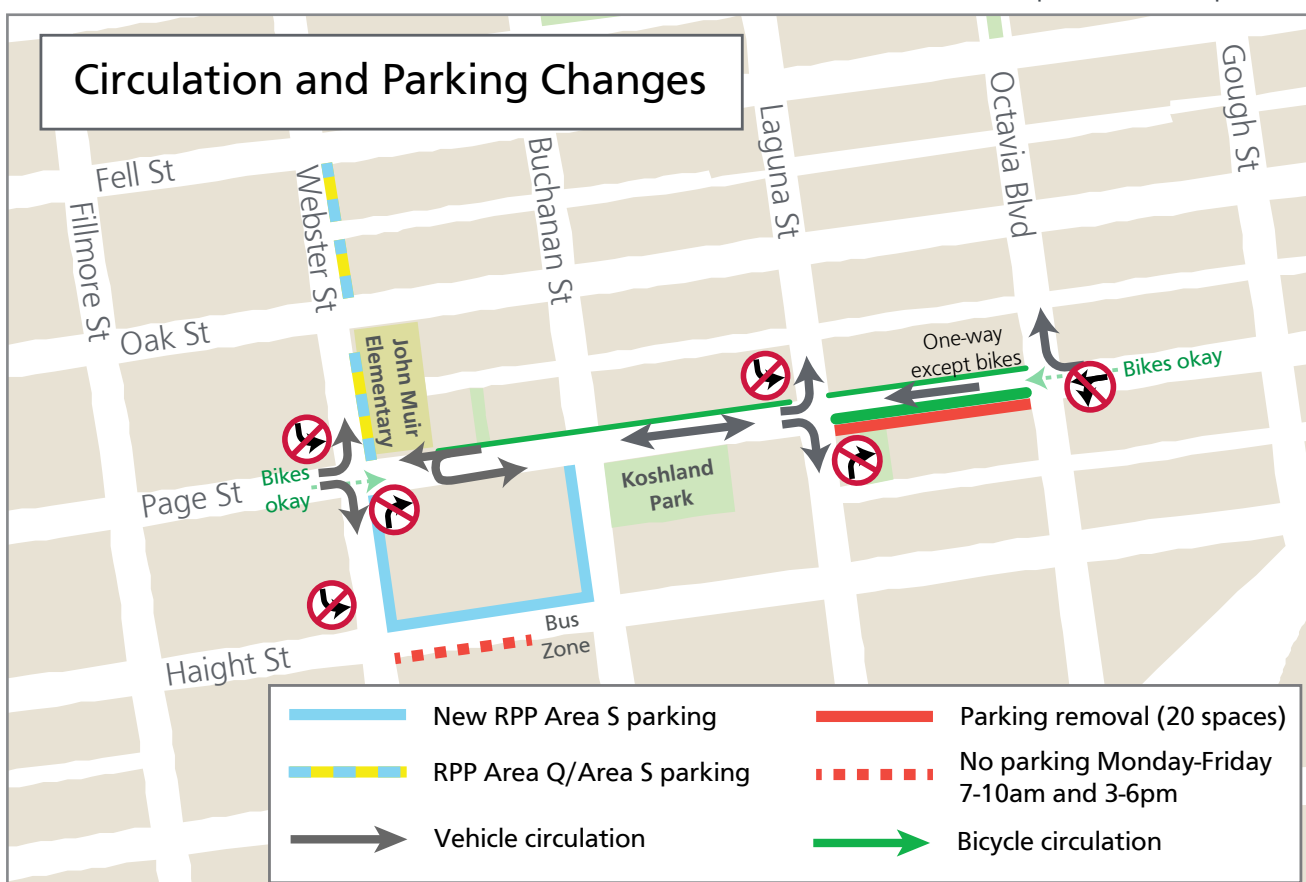 Circulation and Parking Changes
Fell St
Fillmore St
Webster St
Buchanan St
Laguna St
Octavia Blvd
Gough St
Oak St
John Muir
Elementary
One-way
except bikes
Bikes okay
Bikes
okay
Page St
Koshland
Park
Bus
Zone
Haight St
New RPP Area S parking
RPP Area Q/Area S parking
Vehicle circulation
Parking removal (20 spaces)
No parking Monday-Friday
7-10am and 3-6pm
Bicycle circulation